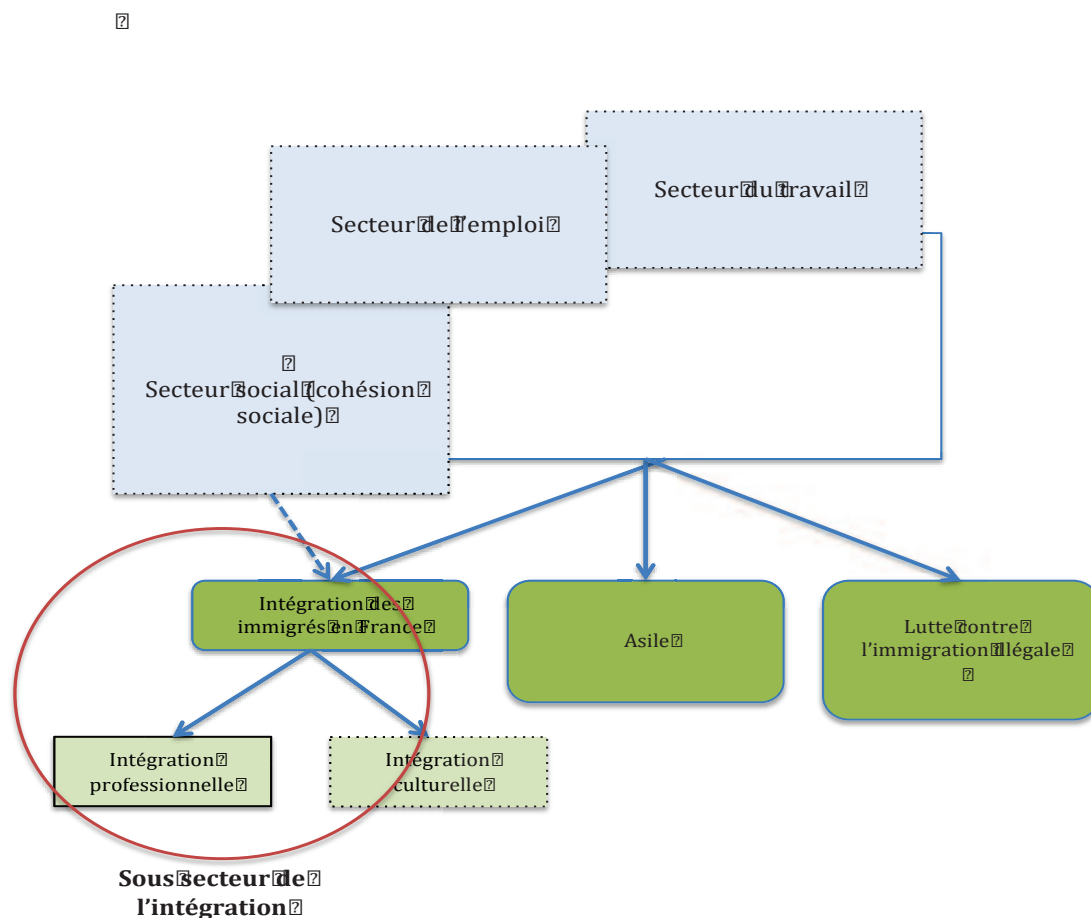 Secteur du travail
Secteur de l'emploi
Secteur social (cohésion
sociale)
Intégration des
immigrés en France
Asile
Lutte contre
l'immigration illégale
Intégration
professionnelle
Intégration
culturelle
Sous secteur de
l'intégration